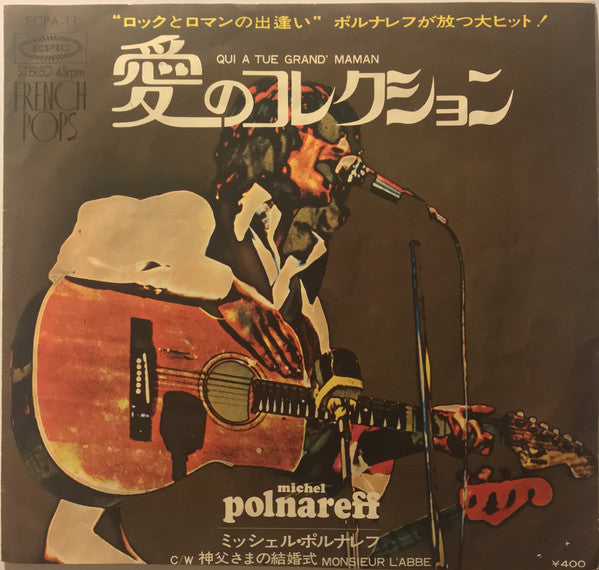 "ロックとロマンの出逢い" ポルナレフが放つ大ヒット!
ECPA-11
EPIC
STEREO 45rpm
FRENCH
POPS
QUI A TUE GRAND' MAMAN
愛のコレクション
michel
polnareff
ミッシェル・ポルナレフ
C/W 神父さまの結婚式 MONSIEUR L'ABBE
¥400